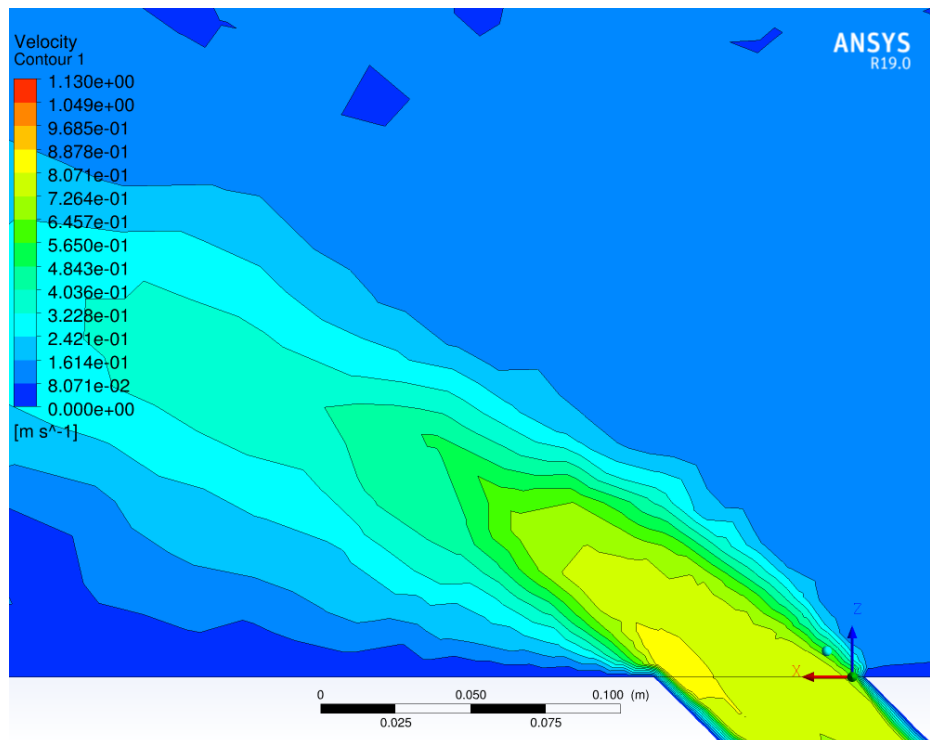 Velocity
Contour 1
ANSYS
R19.0
1.130e+00
1.049e+00
9.685e-01
8.878e-01
8.071e-01
7.264e-01
6.457e-01
5.650e-01
4.843e-01
4.036e-01
3.228e-01
2.421e-01
1.614e-01
8.071e-02
0.000e+00
[m s^-1]
Z
X
0 0.050 0.100 (m)
0.025 0.075